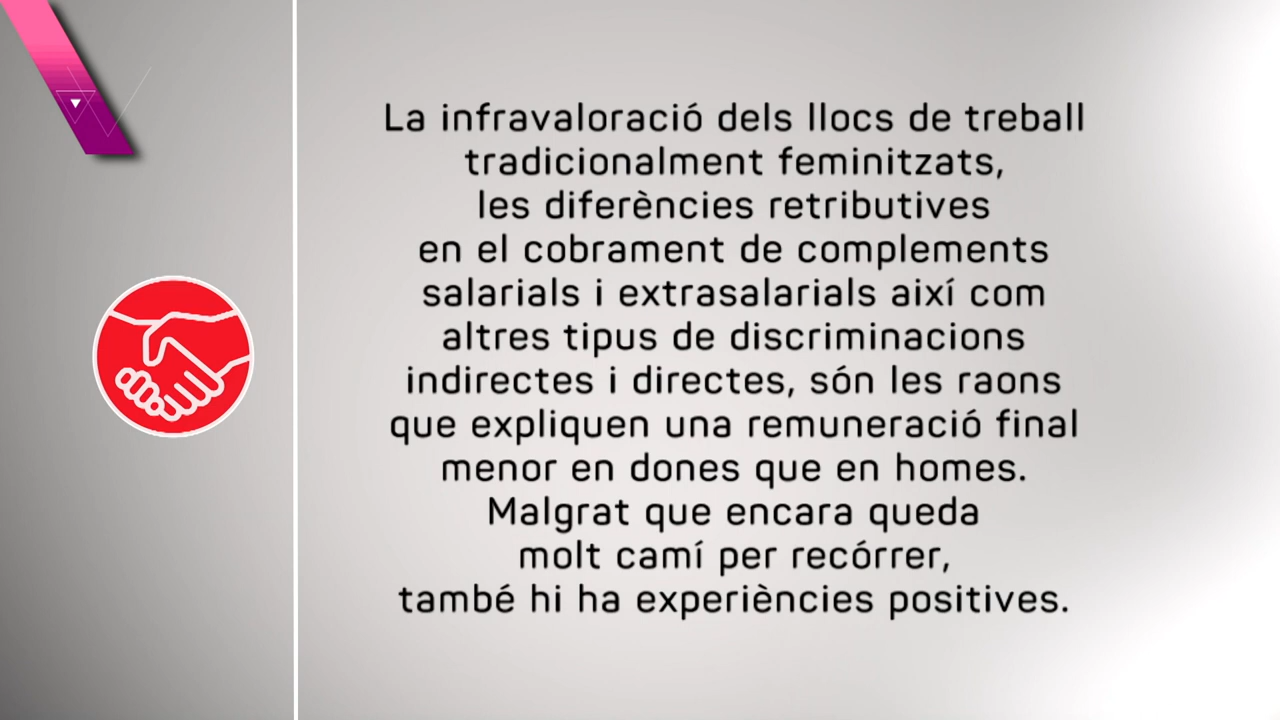 La infravaloració dels llocs de treball
tradicionalment feminitzats,
les diferències retributives
en el cobrament de complements
salarials i extrasalarials així com
altres tipus de discriminacions
indirectes i directes, són les raons
que expliquen una remuneració final
menor en dones que en homes.
Malgrat que encara queda
molt camí per recórrer,
també hi ha experiències positives.